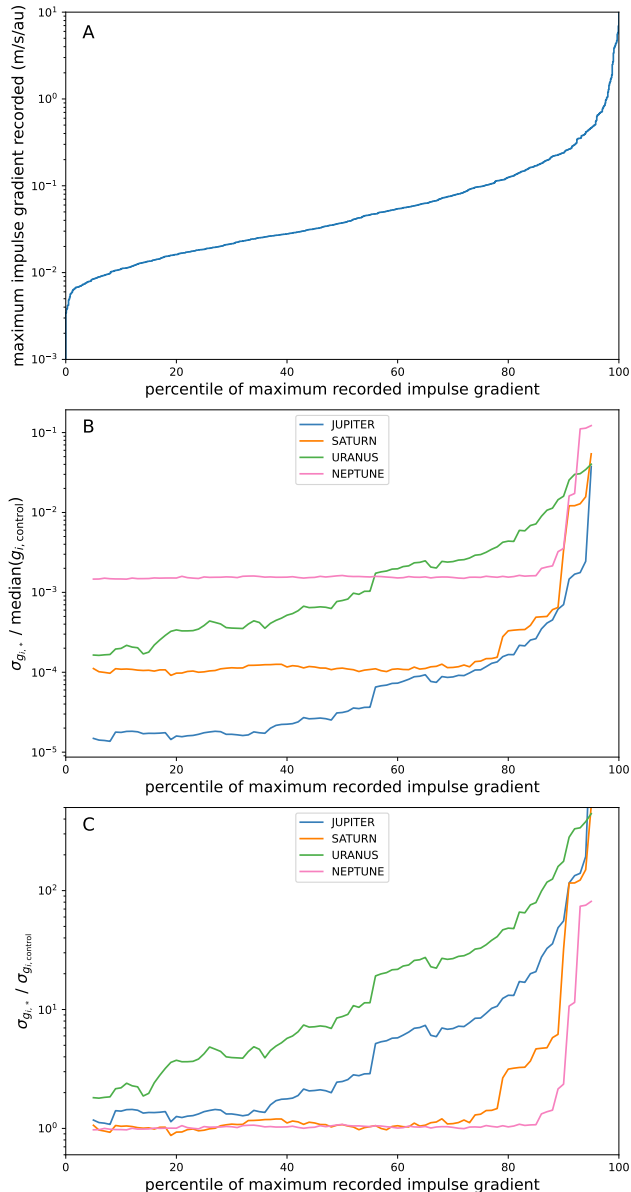 A
maximum impulse gradient recorded (m/s/au)
10¹
10⁰
10⁻¹
10⁻²
10⁻³
0 20 40 60 80 100
percentile of maximum recorded impulse gradient
B
JUPITER
SATURN
URANUS
NEPTUNE
σ_{g_{i,*}} / median(g_{i,control})
10⁻¹
10⁻²
10⁻³
10⁻⁴
10⁻⁵
0 20 40 60 80 100
percentile of maximum recorded impulse gradient
C
JUPITER
SATURN
URANUS
NEPTUNE
σ_{g_{i,*}} / σ_{g_{i,control}}
10²
10¹
10⁰
0 20 40 60 80 100
percentile of maximum recorded impulse gradient